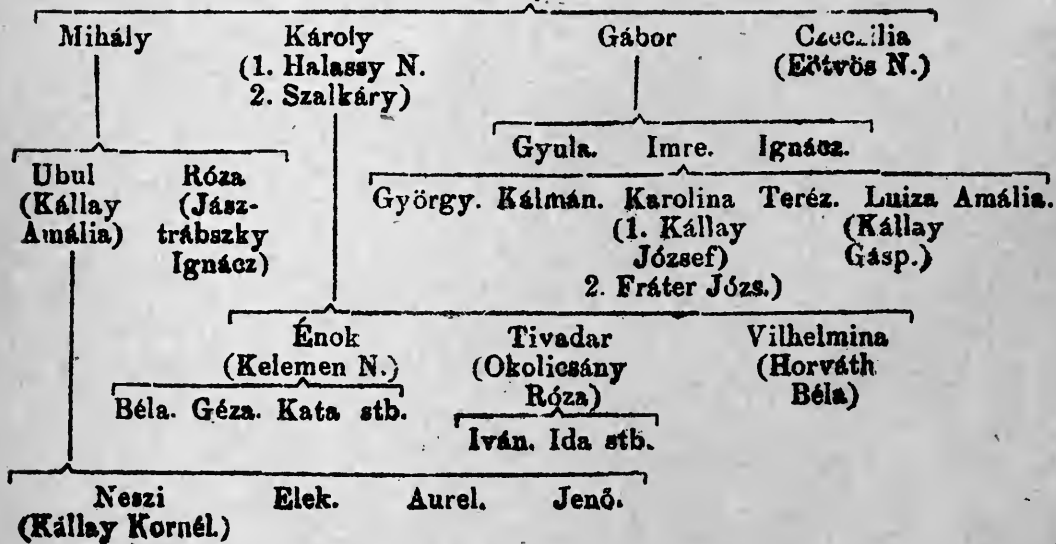 Mihály Károly Gábor Czeczilia
(1. Halassy N. (Eötvös N.)
2. Szalkáry)
Gyula. Imre. Ignácz.
Ubul Róza György. Kálmán. Karolina Teréz. Luiza Amália.
(Kállay (Jász- (1. Kállay (Kállay
Amália) trábszky József) Gásp.)
Ignácz) 2. Fráter Józs.)
Énok Tivadar Vilhelmina
(Kelemen N.) (Okolicsány (Horváth
Béla. Géza. Kata stb. Róza) Béla)
Iván. Ida stb.
Neszi Elek. Aurel. Jenő.
(Kállay Kornél.)